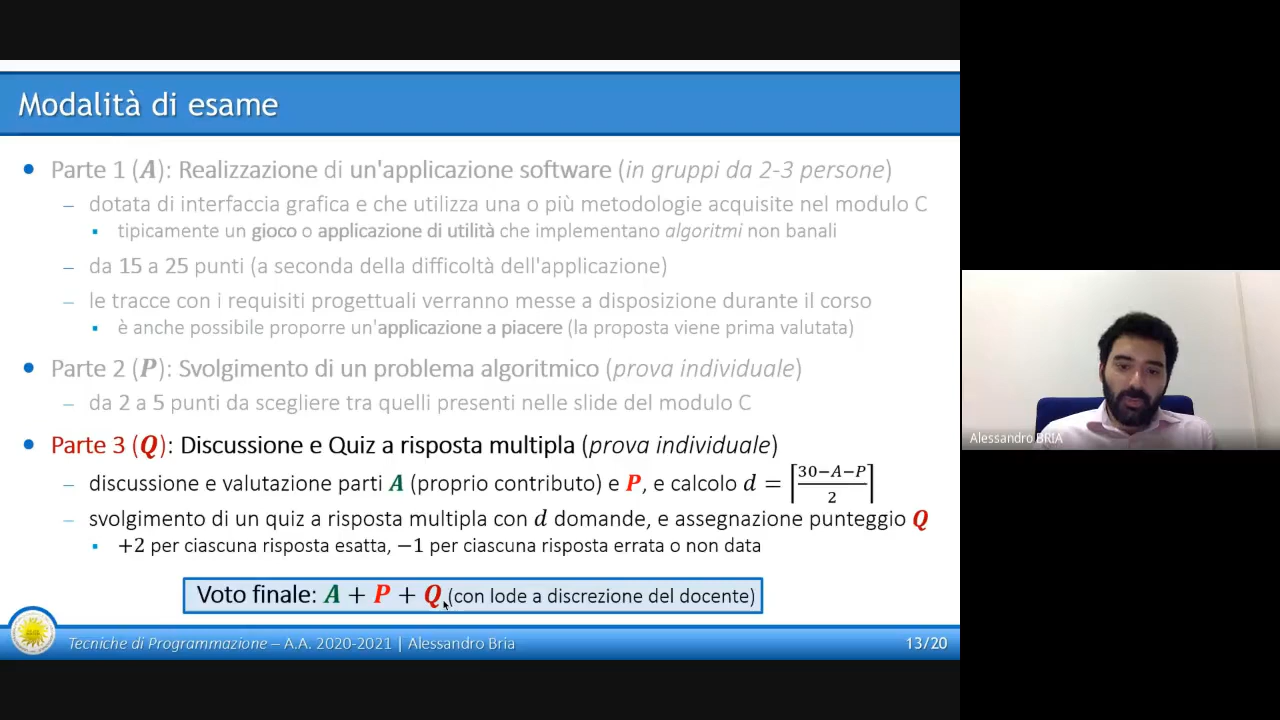 Modalità di esame
• Parte 1 (A): Realizzazione di un'applicazione software (in gruppi da 2-3 persone)
– dotata di interfaccia grafica e che utilizza una o più metodologie acquisite nel modulo C
▪ tipicamente un gioco o applicazione di utilità che implementano algoritmi non banali
– da 15 a 25 punti (a seconda della difficoltà dell'applicazione)
– le tracce con i requisiti progettuali verranno messe a disposizione durante il corso
▪ è anche possibile proporre un'applicazione a piacere (la proposta viene prima valutata)
• Parte 2 (P): Svolgimento di un problema algoritmico (prova individuale)
– da 2 a 5 punti da scegliere tra quelli presenti nelle slide del modulo C
• Parte 3 (Q): Discussione e Quiz a risposta multipla (prova individuale)
– discussione e valutazione parti A (proprio contributo) e P, e calcolo d = ⌈(30−A−P)/2⌉
– svolgimento di un quiz a risposta multipla con d domande, e assegnazione punteggio Q
▪ +2 per ciascuna risposta esatta, −1 per ciascuna risposta errata o non data
Voto finale: A + P + Q (con lode a discrezione del docente)
Tecniche di Programmazione – A.A. 2020-2021 | Alessandro Bria
13/20
Alessandro BRIA